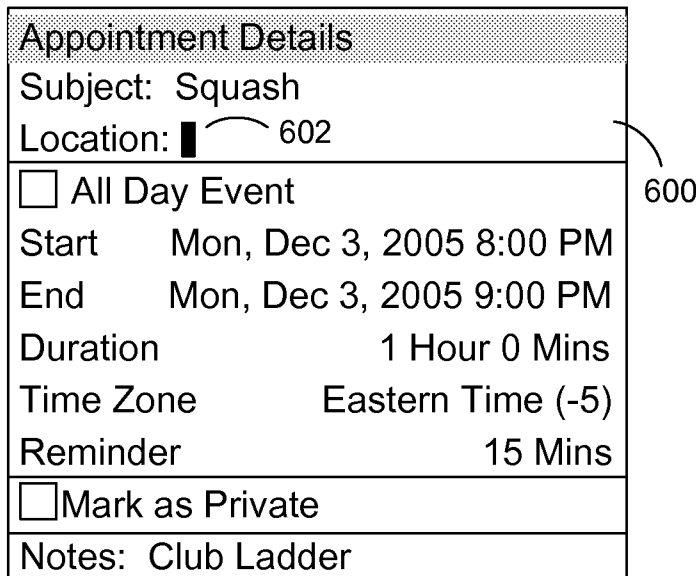 Appointment Details
Subject: Squash
Location: 602
600
All Day Event
Start Mon, Dec 3, 2005 8:00 PM
End Mon, Dec 3, 2005 9:00 PM
Duration 1 Hour 0 Mins
Time Zone Eastern Time (-5)
Reminder 15 Mins
Mark as Private
Notes: Club Ladder